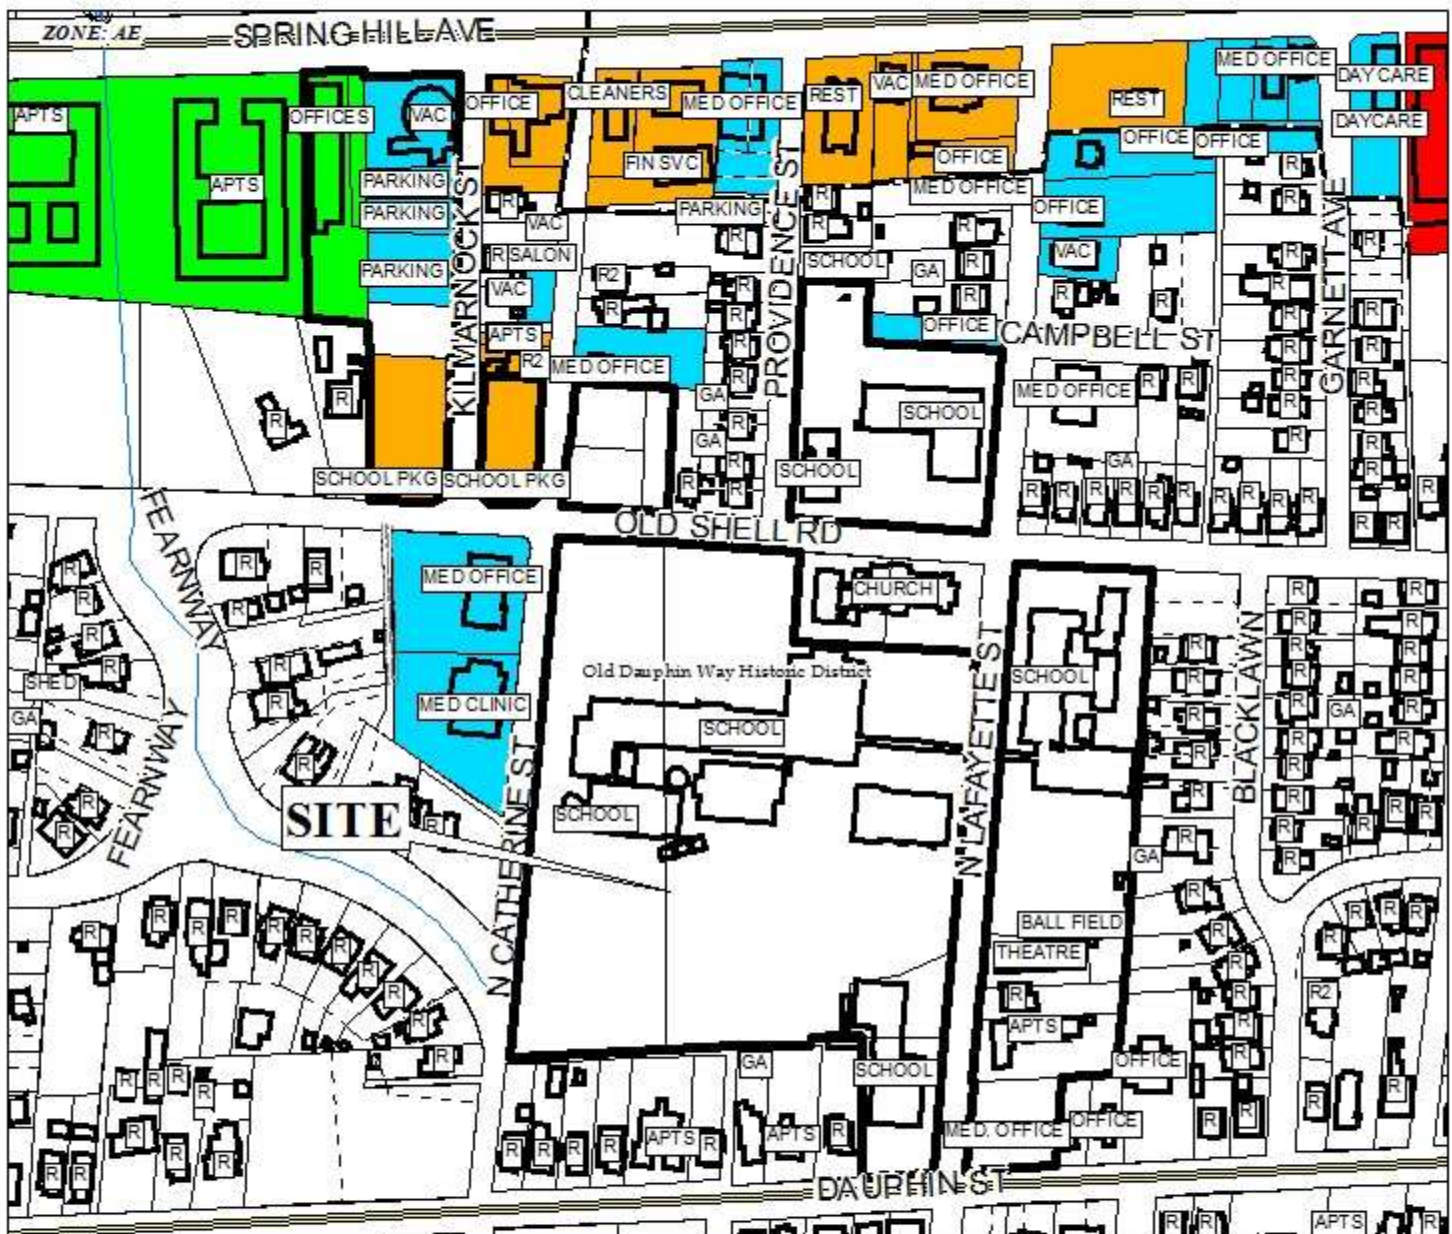 ZONE: AE
SPRING HILL AVE
APTS
OFFICES
VAC
OFFICE
CLEANERS
MED OFFICE
REST
VAC
MED OFFICE
REST
MED OFFICE
DAY CARE
DAYCARE
OFFICE
OFFICE
FIN SVC
OFFICE
APTS
PARKING
PARKING
PARKING
KILMARNOCK ST
R
VAC
R
SALON
VAC
R2
R
APTS
R2
MED OFFICE
PARKING
PROVIDENCE ST
R
R
R
SCHOOL
MED OFFICE
OFFICE
GA
R
R
OFFICE
VAC
R
R
CAMPBELL ST
GARNETT AVE
R
R
R
R
R
R
R
R
R
R
GA
GA
R
R
R
R
R
R
R
R
R
MED OFFICE
R
R
SCHOOL
SCHOOL
GA
SCHOOL PKG
SCHOOL PKG
R
R
R
R
R
R
R
R
R
R
R
R
R
OLD SHELL RD
FEARNWAY
FEARNWAY
MED OFFICE
MED CLINIC
CHURCH
Old Dauphin Way Historic District
SCHOOL
SCHOOL
SCHOOL
N CATHERINE ST
N LAFAYETTE ST
BLACKLAWN
SITE
R
R
R
R
R
R
R
R
SHED
GA
R
R
R
R
R
R
R
R
R
R
R
R
GA
GA
BALL FIELD
THEATRE
R
APTS
R2
OFFICE
GA
SCHOOL
MED. OFFICE
OFFICE
R
R
R
R
APTS
R
APTS
R
DAUPHIN ST
R
R
APTS
R